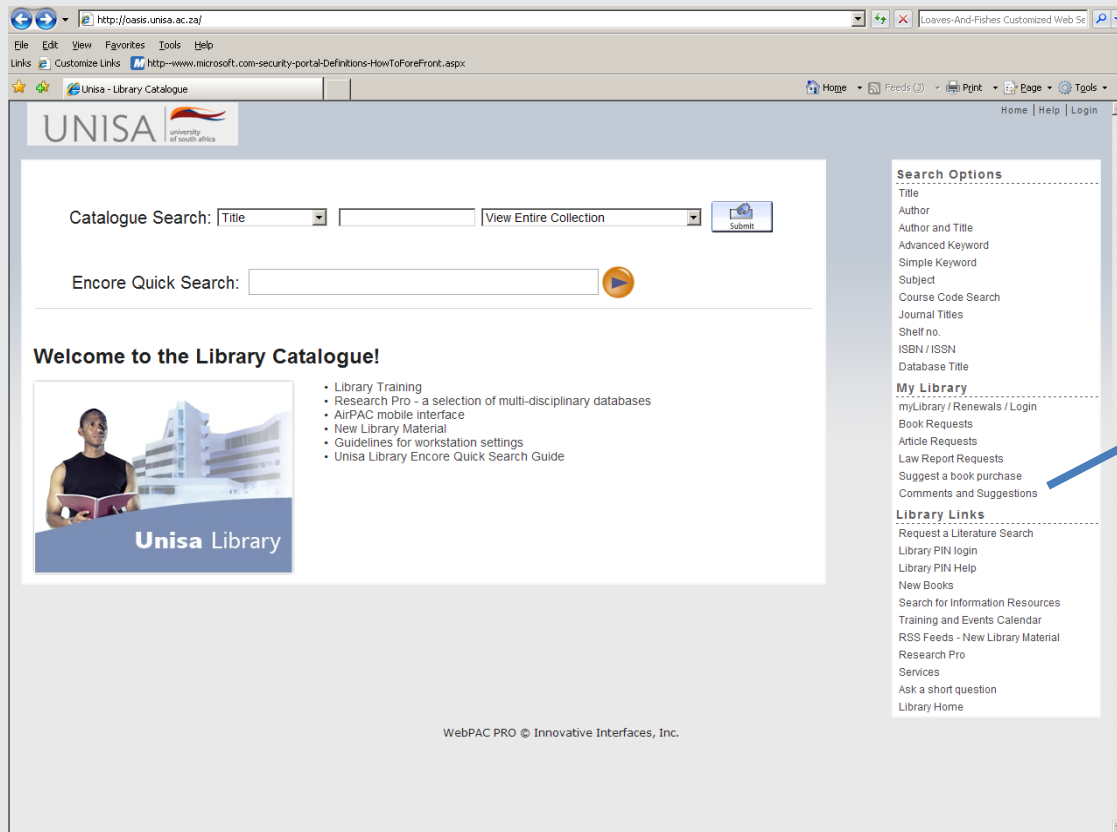 http://oasis.unisa.ac.za/
Loaves-And-Fishes Customized Web Se
File Edit View Favorites Tools Help
Links Customize Links http--www.microsoft.com-security-portal-Definitions-HowToForeFront.aspx
Unisa - Library Catalogue
Home Feeds (J) Print Page Tools
Home | Help | Login
UNISA university
of south africa
Catalogue Search: Title View Entire Collection Submit
Encore Quick Search:
Welcome to the Library Catalogue!
• Library Training
• Research Pro - a selection of multi-disciplinary databases
• AirPAC mobile interface
• New Library Material
• Guidelines for workstation settings
• Unisa Library Encore Quick Search Guide
Unisa Library
Search Options
Title
Author
Author and Title
Advanced Keyword
Simple Keyword
Subject
Course Code Search
Journal Titles
Shelf no.
ISBN / ISSN
Database Title
My Library
myLibrary / Renewals / Login
Book Requests
Article Requests
Law Report Requests
Suggest a book purchase
Comments and Suggestions
Library Links
Request a Literature Search
Library PIN login
Library PIN Help
New Books
Search for Information Resources
Training and Events Calendar
RSS Feeds - New Library Material
Research Pro
Services
Ask a short question
Library Home
WebPAC PRO © Innovative Interfaces, Inc.